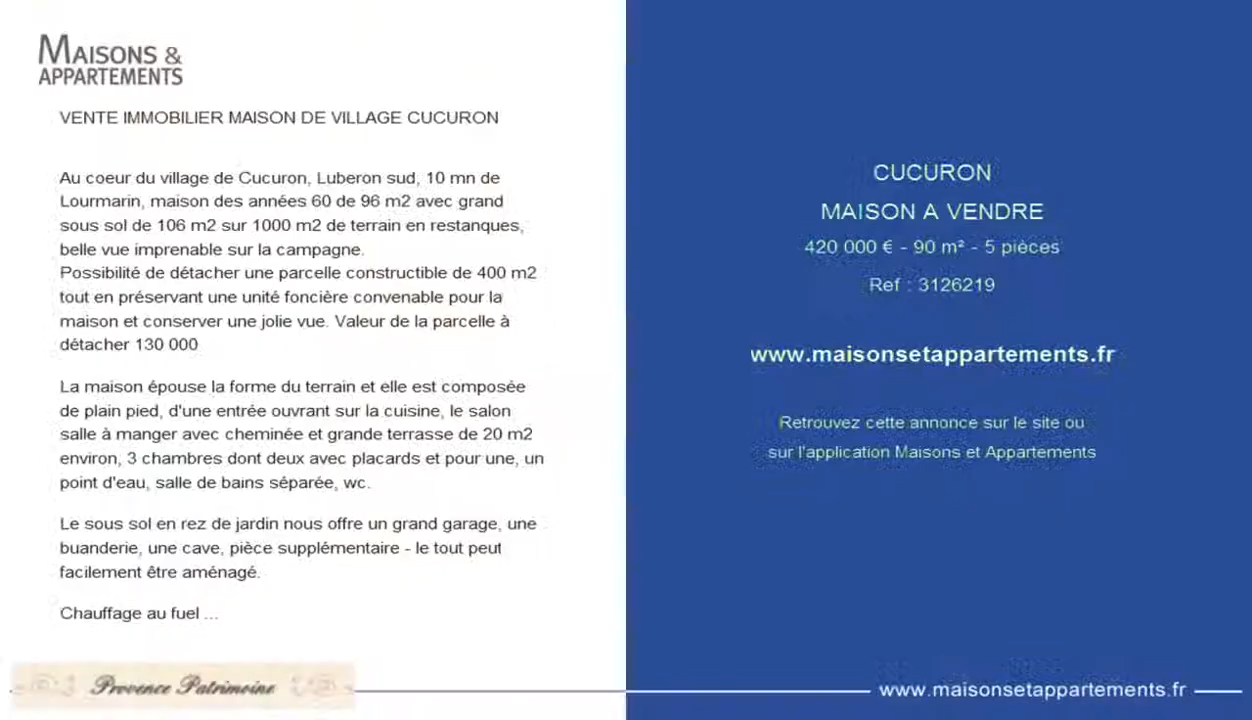 MAISONS &
APPARTEMENTS
VENTE IMMOBILIER MAISON DE VILLAGE CUCURON
Au coeur du village de Cucuron, Luberon sud, 10 mn de
Lourmarin, maison des années 60 de 96 m2 avec grand
sous sol de 106 m2 sur 1000 m2 de terrain en restanques,
belle vue imprenable sur la campagne.
Possibilité de détacher une parcelle constructible de 400 m2
tout en préservant une unité foncière convenable pour la
maison et conserver une jolie vue. Valeur de la parcelle à
détacher 130 000
La maison épouse la forme du terrain et elle est composée
de plain pied, d'une entrée ouvrant sur la cuisine, le salon
salle à manger avec cheminée et grande terrasse de 20 m2
environ, 3 chambres dont deux avec placards et pour une, un
point d'eau, salle de bains séparée, wc.
Le sous sol en rez de jardin nous offre un grand garage, une
buanderie, une cave, pièce supplémentaire - le tout peut
facilement être aménagé.
Chauffage au fuel ...
Provence Patrimoine
CUCURON
MAISON A VENDRE
420 000 € - 90 m² - 5 pièces
Ref : 3126219
www.maisonsetappartements.fr
Retrouvez cette annonce sur le site ou
sur l'application Maisons et Appartements
www.maisonsetappartements.fr